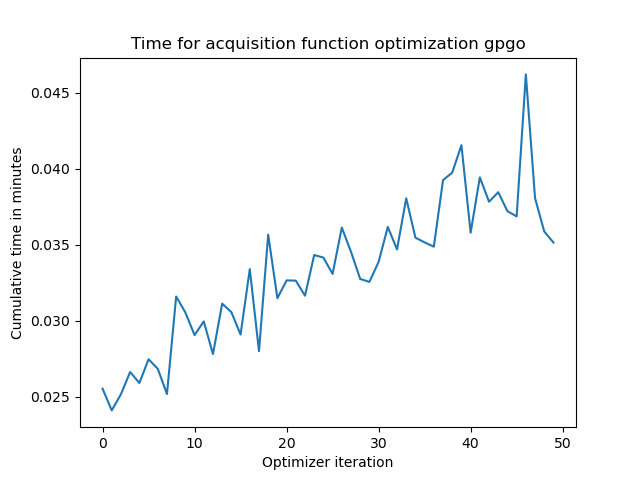 Time for acquisition function optimization gpgo
Cumulative time in minutes
0.045
0.040
0.035
0.030
0.025
0 10 20 30 40 50
Optimizer iteration